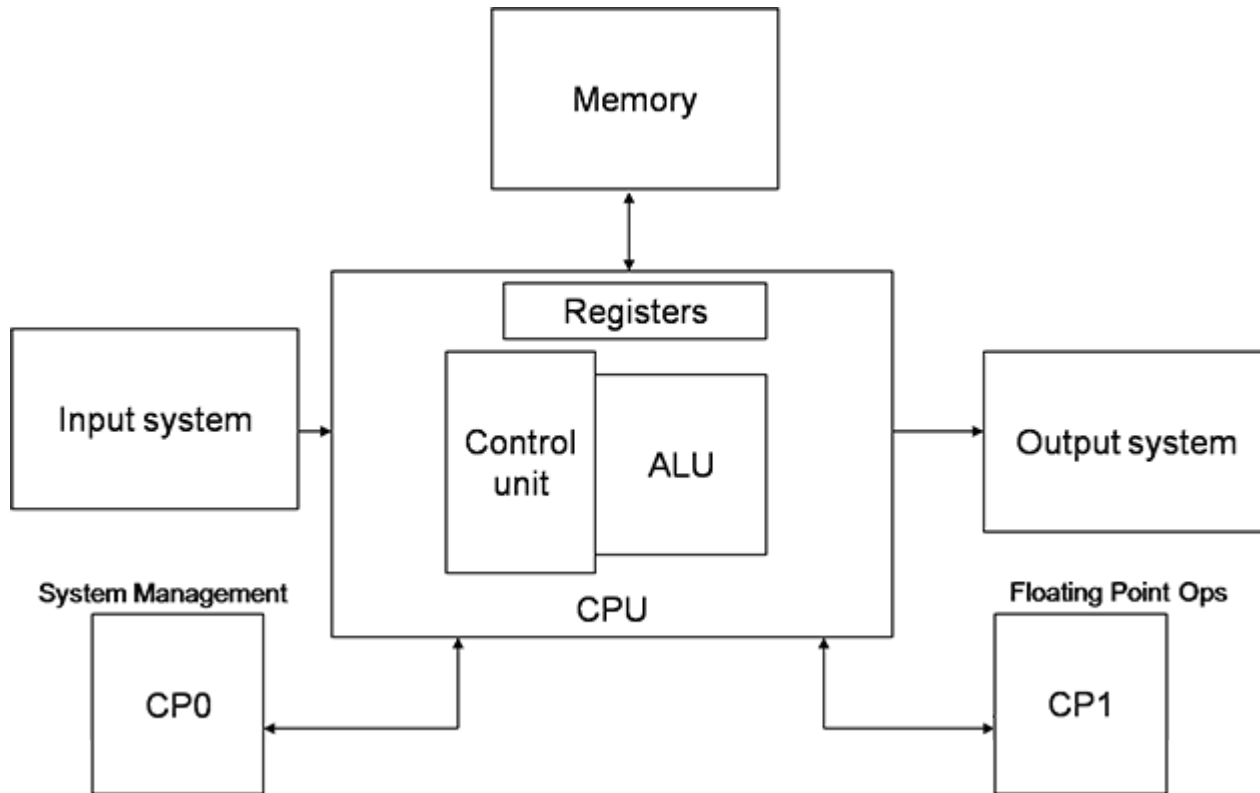 Memory
Registers
Input system
Control
unit
ALU
Output system
System Management
CPU
Floating Point Ops
CP0
CP1